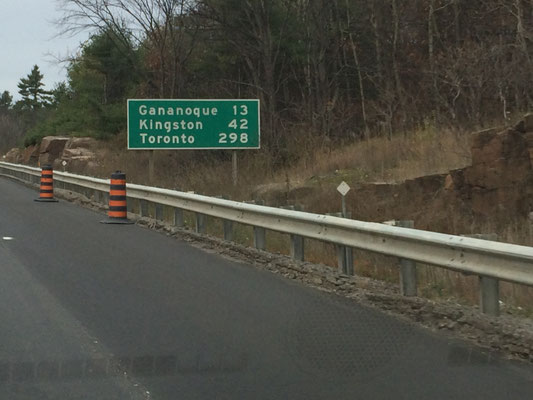 Gananoque 13
Kingston 42
Toronto 298